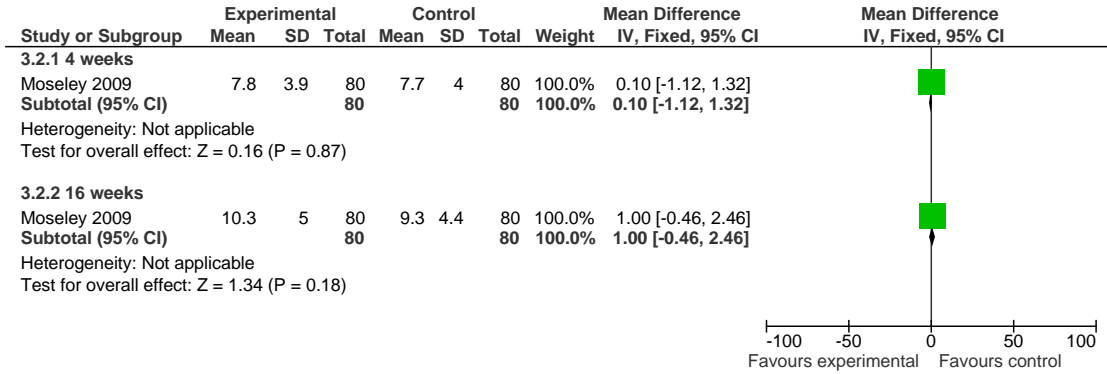 Experimental Control Mean Difference Mean Difference
Study or Subgroup Mean SD Total Mean SD Total Weight IV, Fixed, 95% CI IV, Fixed, 95% CI
3.2.1 4 weeks
Moseley 2009 7.8 3.9 80 7.7 4 80 100.0% 0.10 [-1.12, 1.32]
Subtotal (95% CI) 80 80 100.0% 0.10 [-1.12, 1.32]
Heterogeneity: Not applicable
Test for overall effect: Z = 0.16 (P = 0.87)
3.2.2 16 weeks
Moseley 2009 10.3 5 80 9.3 4.4 80 100.0% 1.00 [-0.46, 2.46]
Subtotal (95% CI) 80 80 100.0% 1.00 [-0.46, 2.46]
Heterogeneity: Not applicable
Test for overall effect: Z = 1.34 (P = 0.18)
-100 -50 0 50 100
Favours experimental Favours control